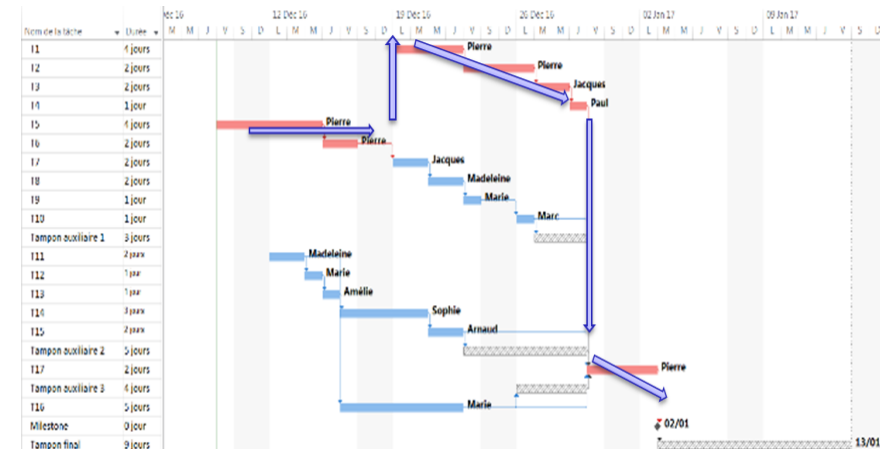 déc 16 12 Déc 16 19 Déc 16 26 Déc 16 02 Jan 17 09 Jan 17
Nom de la tâche Durée M M J V S D L M M J V S D L M M J V S D L M M J V S D L M M J V S D L M M J V S D
T1 4 jours Pierre
T2 2 jours Pierre
T3 2 jours Jacques
T4 1 jour Paul
T5 4 jours Pierre
T6 2 jours Pierre
T7 2 jours Jacques
T8 2 jours Madeleine
T9 1 jour Marie
T10 1 jour Marc
Tampon auxiliaire 1 3 jours
T11 2 jours Madeleine
T12 1 jour Marie
T13 1 jour Amélie
T14 3 jours Sophie
T15 2 jours Arnaud
Tampon auxiliaire 2 5 jours
T17 2 jours Pierre
Tampon auxiliaire 3 4 jours
T16 5 jours Marie
Milestone 0 jour 02/01
Tampon final 9 jours 13/01